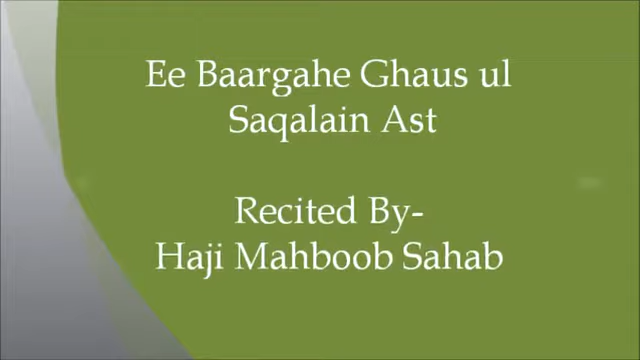 Ee Baargahe Ghaus ul
Saqalain Ast
Recited By-
Haji Mahboob Sahab